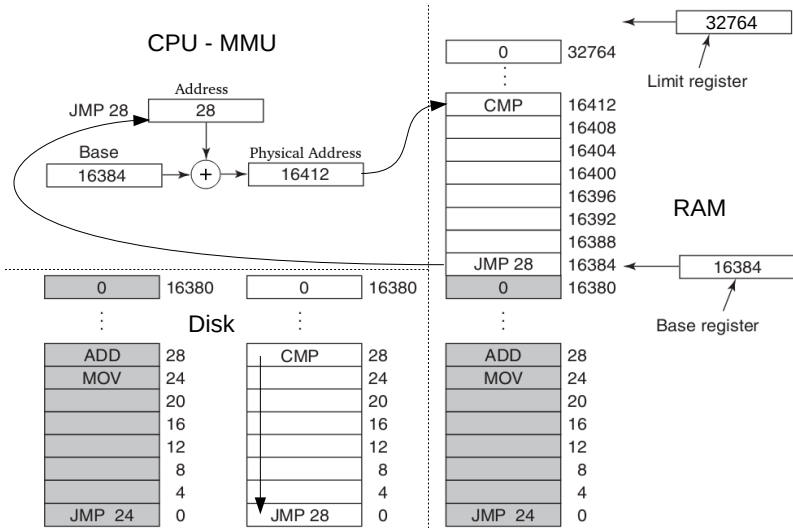 CPU - MMU
Address
JMP 28
28
Base
Physical Address
16384
+
16412
32764
Limit register
0 32764
CMP 16412
16408
16404
16400
16396
16392
16388
JMP 28 16384
0 16380
RAM
16384
Base register
ADD 28
MOV 24
20
16
12
8
4
JMP 24 0
Disk
0 16380
ADD 28
MOV 24
20
16
12
8
4
JMP 24 0
0 16380
CMP 28
24
20
16
12
8
4
JMP 28 0